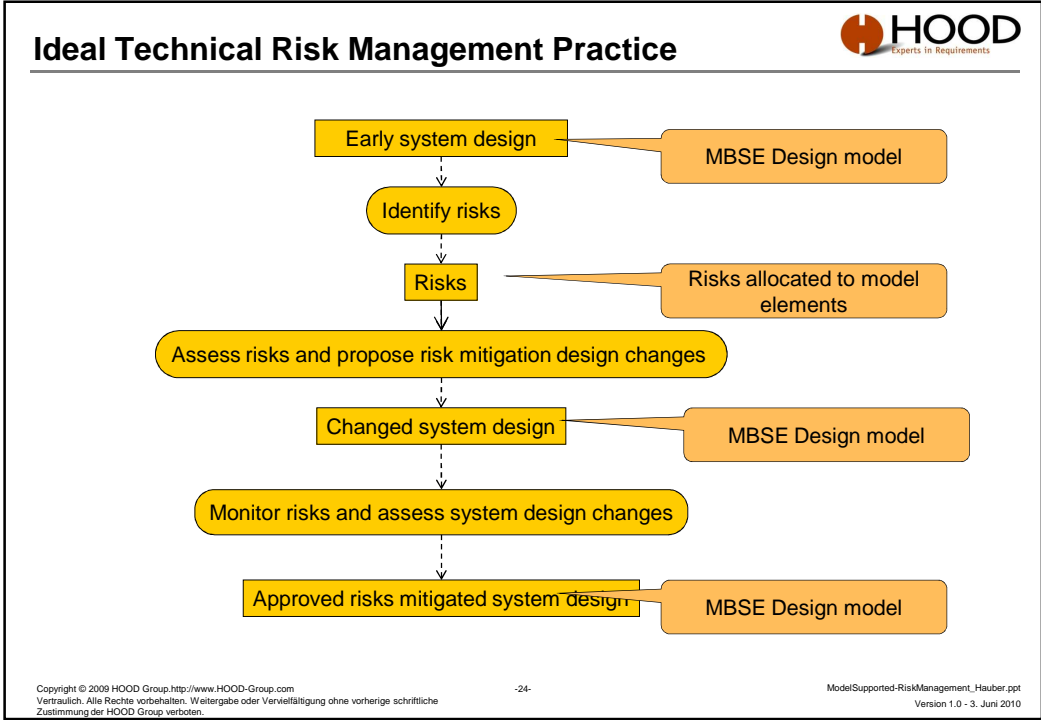 Ideal Technical Risk Management Practice
HOOD
Experts in Requirements
Early system design
MBSE Design model
Identify risks
Risks
Risks allocated to model
elements
Assess risks and propose risk mitigation design changes
Changed system design
MBSE Design model
Monitor risks and assess system design changes
Approved risks mitigated system design
MBSE Design model
Copyright © 2009 HOOD Group.http://www.HOOD-Group.com
Vertraulich. Alle Rechte vorbehalten. Weitergabe oder Vervielfältigung ohne vorherige schriftliche
Zustimmung der HOOD Group verboten.
-24-
ModelSupported-RiskManagement_Hauber.ppt
Version 1.0 - 3. Juni 2010